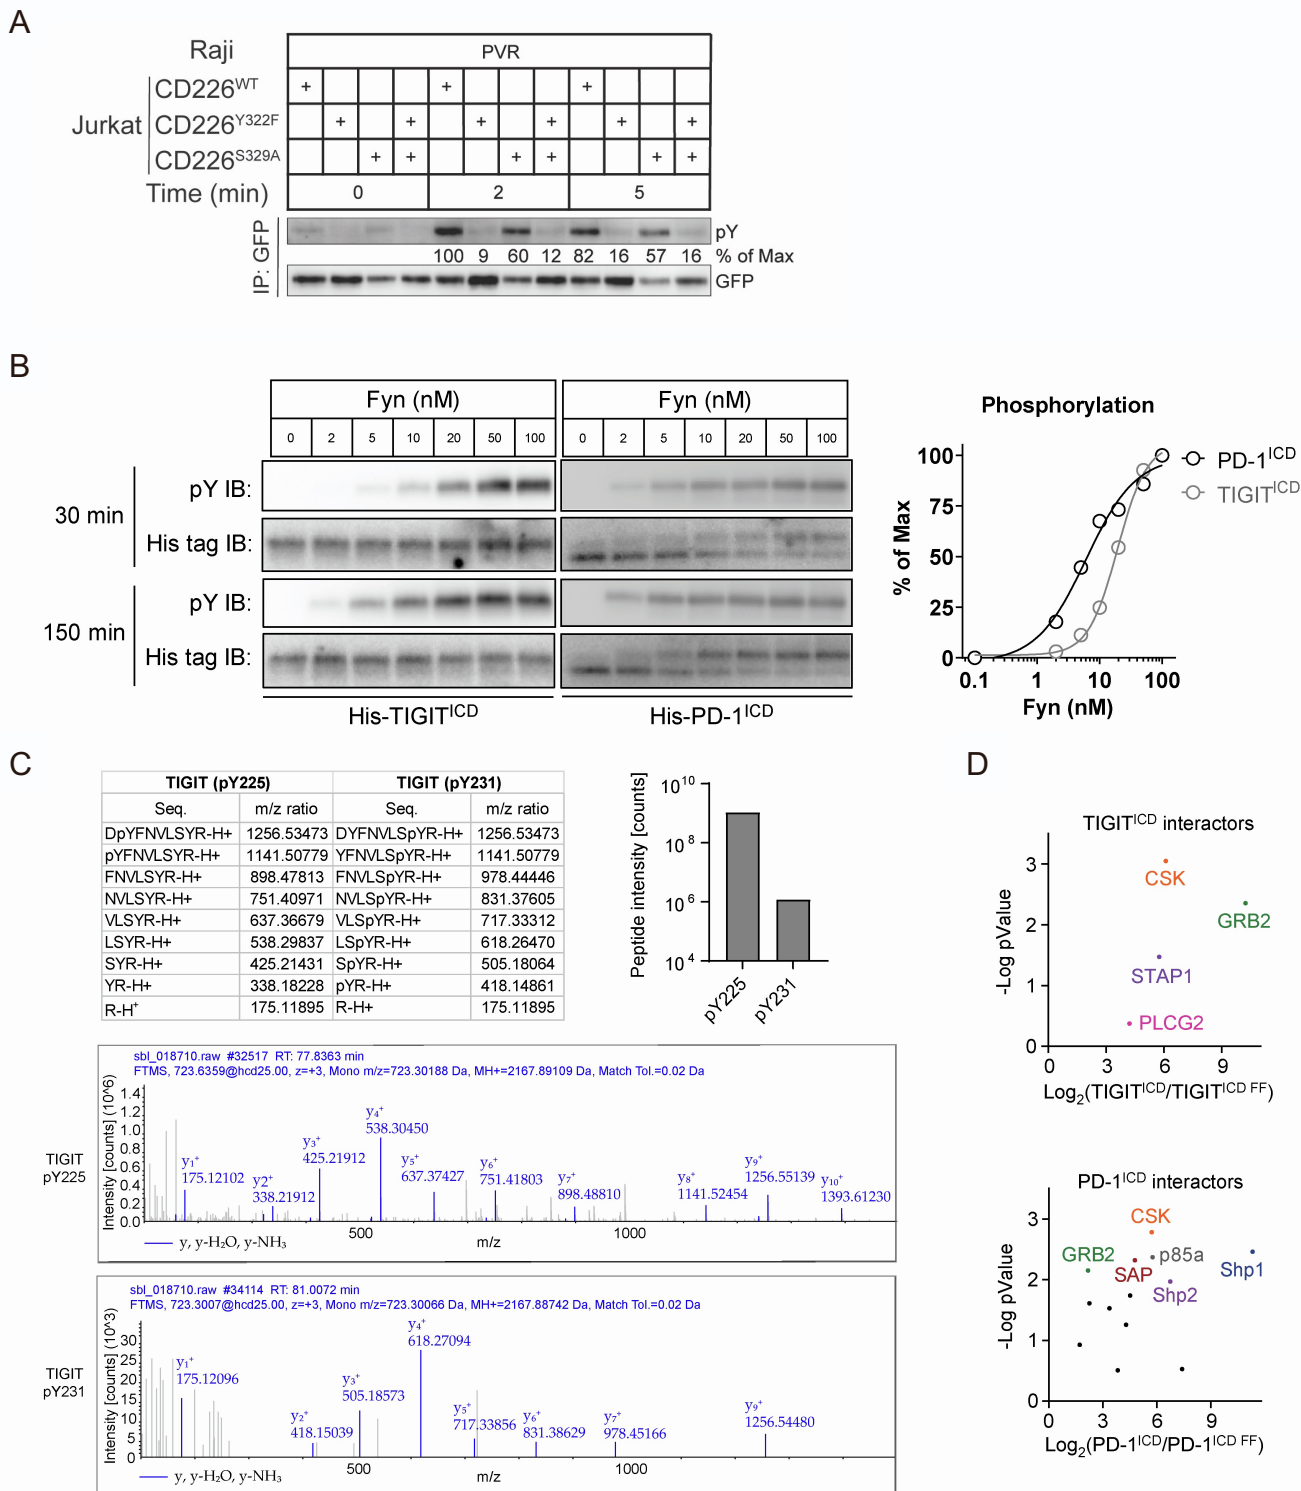 A
Raji PVR
Jurkat
CD226WT + + +
CD226Y322F + + + + + +
CD226S329A + + + + + +
Time (min) 0 2 5
IP: GFP
pY
100 9 60 12 82 16 57 16 % of Max
GFP
B
Fyn (nM) Fyn (nM)
0 2 5 10 20 50 100 0 2 5 10 20 50 100
30 min
pY IB:
His tag IB:
150 min
pY IB:
His tag IB:
His-TIGITICD His-PD-1ICD
Phosphorylation
% of Max
100
75
50
25
0
0.1 1 10 100
Fyn (nM)
PD-1ICD
TIGITICD
C
TIGIT (pY225) TIGIT (pY231)
Seq. m/z ratio Seq. m/z ratio
DpYFNVLSYR-H+ 1256.53473 DYFNVLSpYR-H+ 1256.53473
pYFNVLSYR-H+ 1141.50779 YFNVLSpYR-H+ 1141.50779
FNVLSYR-H+ 898.47813 FNVLSpYR-H+ 978.44446
NVLSYR-H+ 751.40971 NVLSpYR-H+ 831.37605
VLSYR-H+ 637.36679 VLSpYR-H+ 717.33312
LSYR-H+ 538.29837 LSpYR-H+ 618.26470
SYR-H+ 425.21431 SpYR-H+ 505.18064
YR-H+ 338.18228 pYR-H+ 418.14861
R-H+ 175.11895 R-H+ 175.11895
Peptide intensity [counts]
10^10
10^8
10^6
10^4
pY225 pY231
TIGIT
pY225
sbl_018710.raw #32517 RT: 77.8363 min
FTMS, 723.6359@hcd25.00, z=+3, Mono m/z=723.30188 Da, MH+=2167.89109 Da, Match Tol.=0.02 Da
Intensity [counts] (10^6)
1.4
1.2
1.0
0.8
0.6
0.4
0.2
0.0
y₁⁺
175.12102
y2⁺
338.21912
y₃⁺
425.21912
y₄⁺
538.30450
y₅⁺
637.37427
y₆⁺
751.41803
y₇⁺
898.48810
y₈⁺
1141.52454
y₉⁺
1256.55139
y₁₀⁺
1393.61230
500 1000
y, y-H₂O, y-NH₃
m/z
TIGIT
pY231
sbl_018710.raw #34114 RT: 81.0072 min
FTMS, 723.3007@hcd25.00, z=+3, Mono m/z=723.30066 Da, MH+=2167.88742 Da, Match Tol.=0.02 Da
Intensity [counts] (10^3)
30
25
20
15
10
5
0
y₁⁺
175.12096
y₂⁺
418.15039
y₃⁺
505.18573
y₄⁺
618.27094
y₅⁺
717.33856
y₆⁺
831.38629
y₇⁺
978.45166
y₉⁺
1256.54480
500 1000
y, y-H₂O, y-NH₃
m/z
D
TIGITICD interactors
-Log pValue
3
2
1
0
CSK
GRB2
STAP1
PLCG2
0 3 6 9
Log2(TIGITICD/TIGITICD FF)
PD-1ICD interactors
-Log pValue
3
2
1
0
CSK
GRB2
p85a
SAP
Shp1
Shp2
0 3 6 9
Log2(PD-1ICD/PD-1ICD FF)